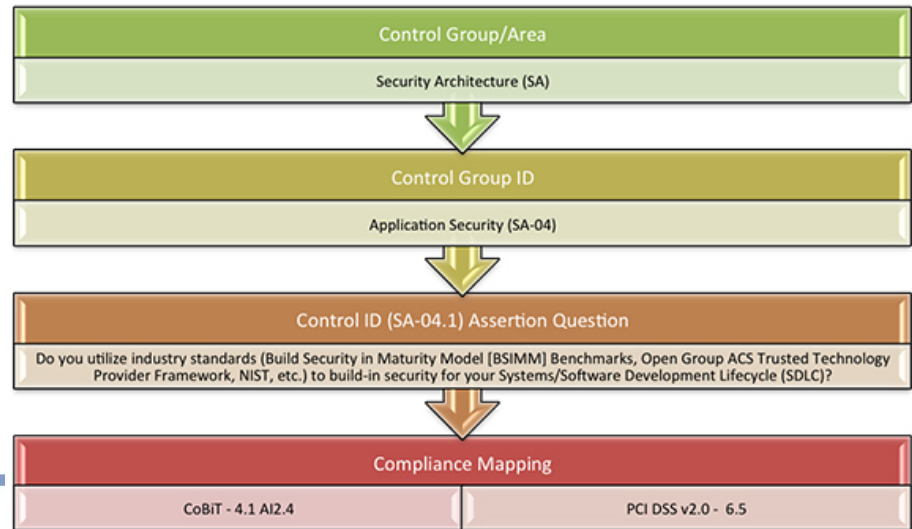 Control Group/Area
Security Architecture (SA)
Control Group ID
Application Security (SA-04)
Control ID (SA-04.1) Assertion Question
Do you utilize industry standards (Build Security in Maturity Model [BSIMM] Benchmarks, Open Group ACS Trusted Technology
Provider Framework, NIST, etc.) to build-in security for your Systems/Software Development Lifecycle (SDLC)?
Compliance Mapping
CoBiT - 4.1 AI2.4
PCI DSS v2.0 - 6.5